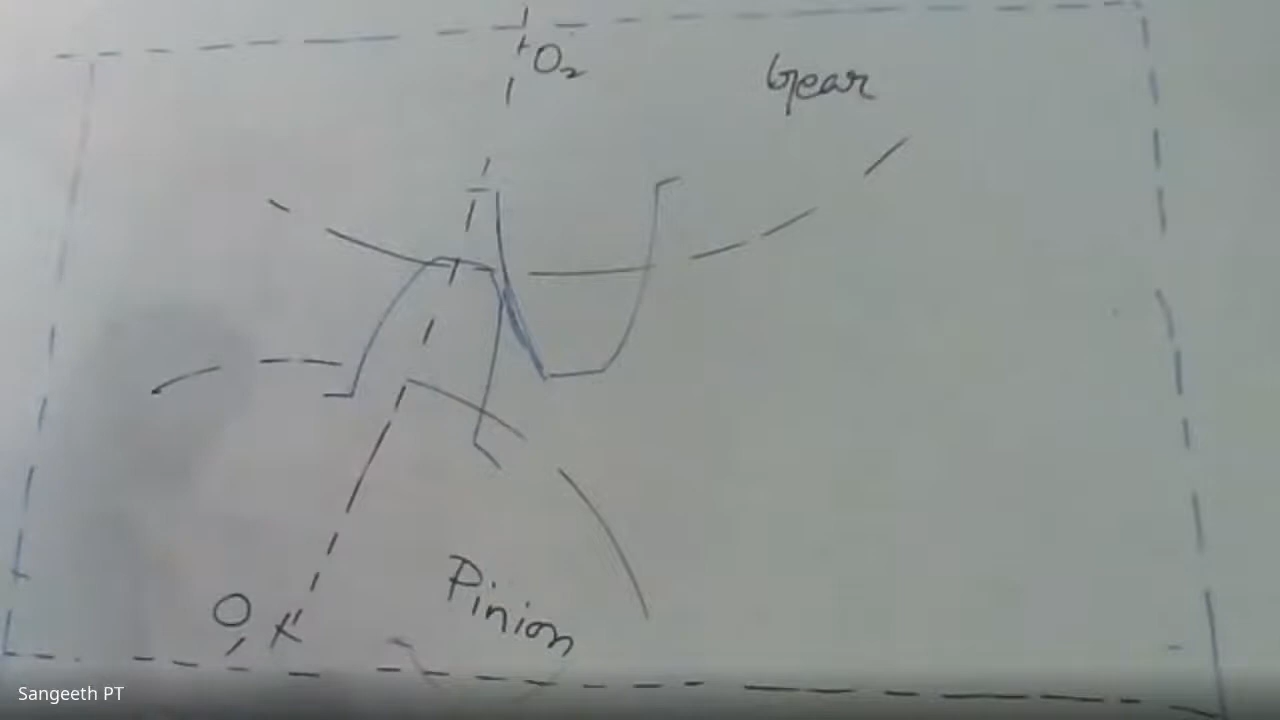 O₂
Gear
O₁
Pinion
Sangeeth PT